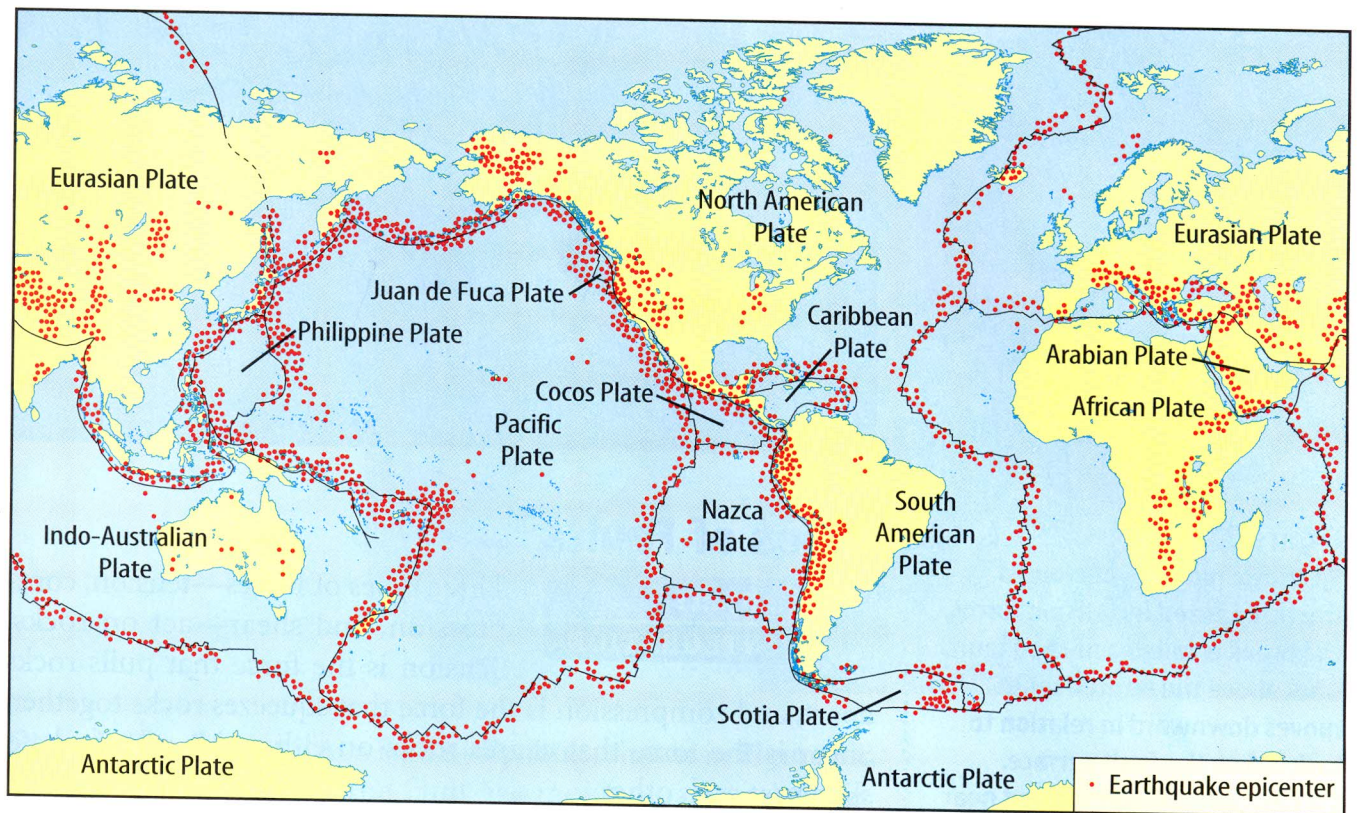 Eurasian Plate
North American
Plate
Eurasian Plate
Juan de Fuca Plate
Philippine Plate
Caribbean
Plate
Arabian Plate
Cocos Plate
African Plate
Pacific
Plate
Nazca
Plate
South
American
Plate
Indo-Australian
Plate
Scotia Plate
Antarctic Plate
Antarctic Plate
Earthquake epicenter